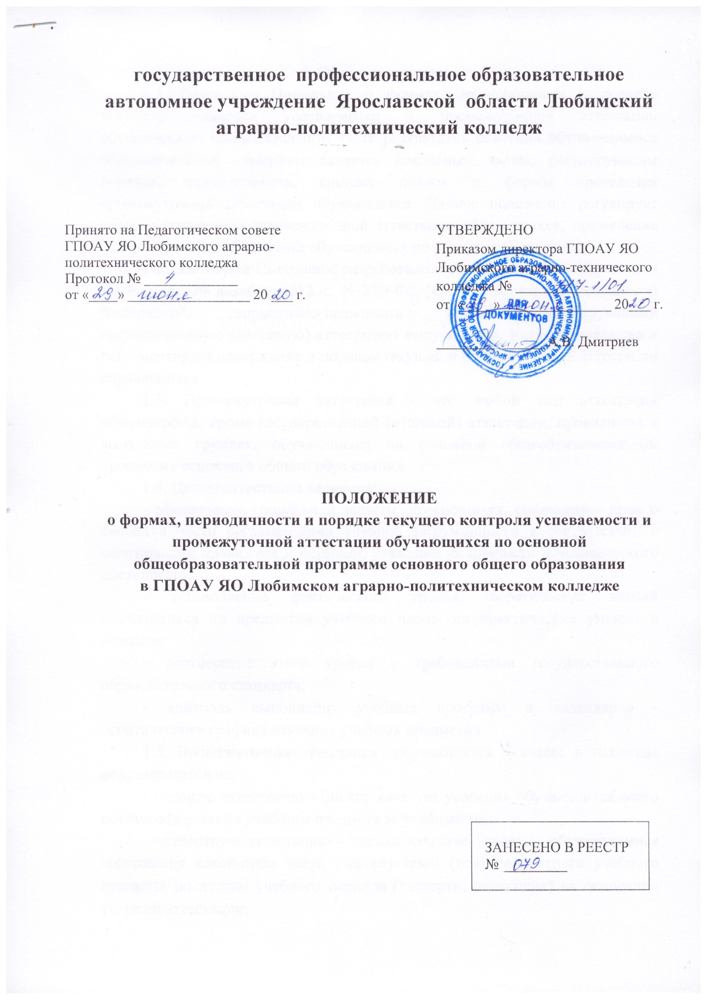 государственное профессиональное образовательное
автономное учреждение Ярославской области Любимский
аграрно-политехнический колледж
Принято на Педагогическом совете
ГПОАУ ЯО Любимского аграрно-
политехнического колледжа
Протокол № 4
от «29» июня 20 20 г.
УТВЕРЖДЕНО
Приказом директора ГПОАУ ЯО
Любимского аграрно-технического
колледжа № /01
от «29» июня 2020 г.
А.В. Дмитриев
ДЛЯ
ДОКУМЕНТОВ
ПОЛОЖЕНИЕ
о формах, периодичности и порядке текущего контроля успеваемости и
промежуточной аттестации обучающихся по основной
общеобразовательной программе основного общего образования
в ГПОАУ ЯО Любимском аграрно-политехническом колледже
ЗАНЕСЕНО В РЕЕСТР
№ 079